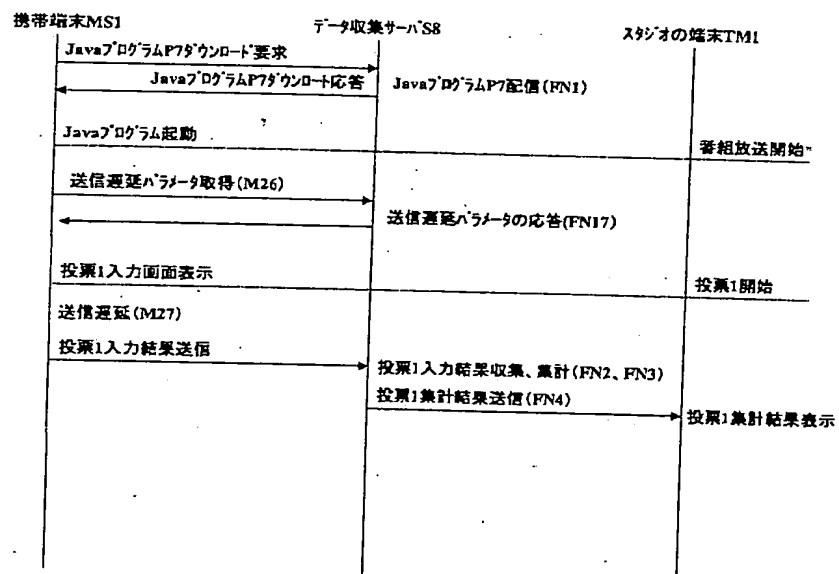 携帯端末MS1
データ収集サーバS8
スタジオの端末TM1
JavaプログラムP7ダウンロード要求
JavaプログラムP7ダウンロード応答
JavaプログラムP7配信(FN1)
Javaプログラム起動
番組放送開始
送信遅延パラメータ取得(M26)
送信遅延パラメータの応答(FN17)
投票1入力画面表示
投票1開始
送信遅延(M27)
投票1入力結果送信
投票1入力結果収集、集計(FN2、FN3)
投票1集計結果送信(FN4)
投票1集計結果表示